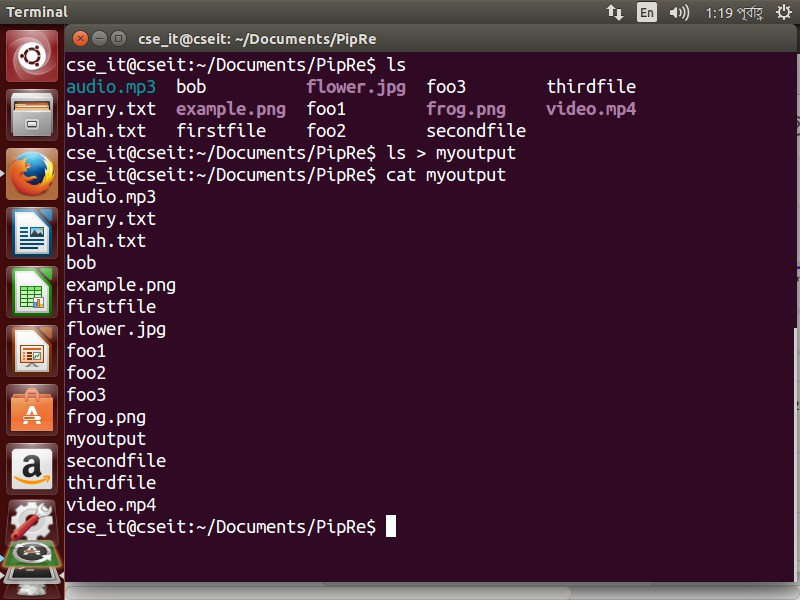 Terminal
En
1:19 পূর্বাহ্ণ
cse_it@cseit: ~/Documents/PipRe
cse_it@cseit:~/Documents/PipRe$ ls
audio.mp3 bob flower.jpg foo3 thirdfile
barry.txt example.png foo1 frog.png video.mp4
blah.txt firstfile foo2 secondfile
cse_it@cseit:~/Documents/PipRe$ ls > myoutput
cse_it@cseit:~/Documents/PipRe$ cat myoutput
audio.mp3
barry.txt
blah.txt
bob
example.png
firstfile
flower.jpg
foo1
foo2
foo3
frog.png
myoutput
secondfile
thirdfile
video.mp4
cse_it@cseit:~/Documents/PipRe$